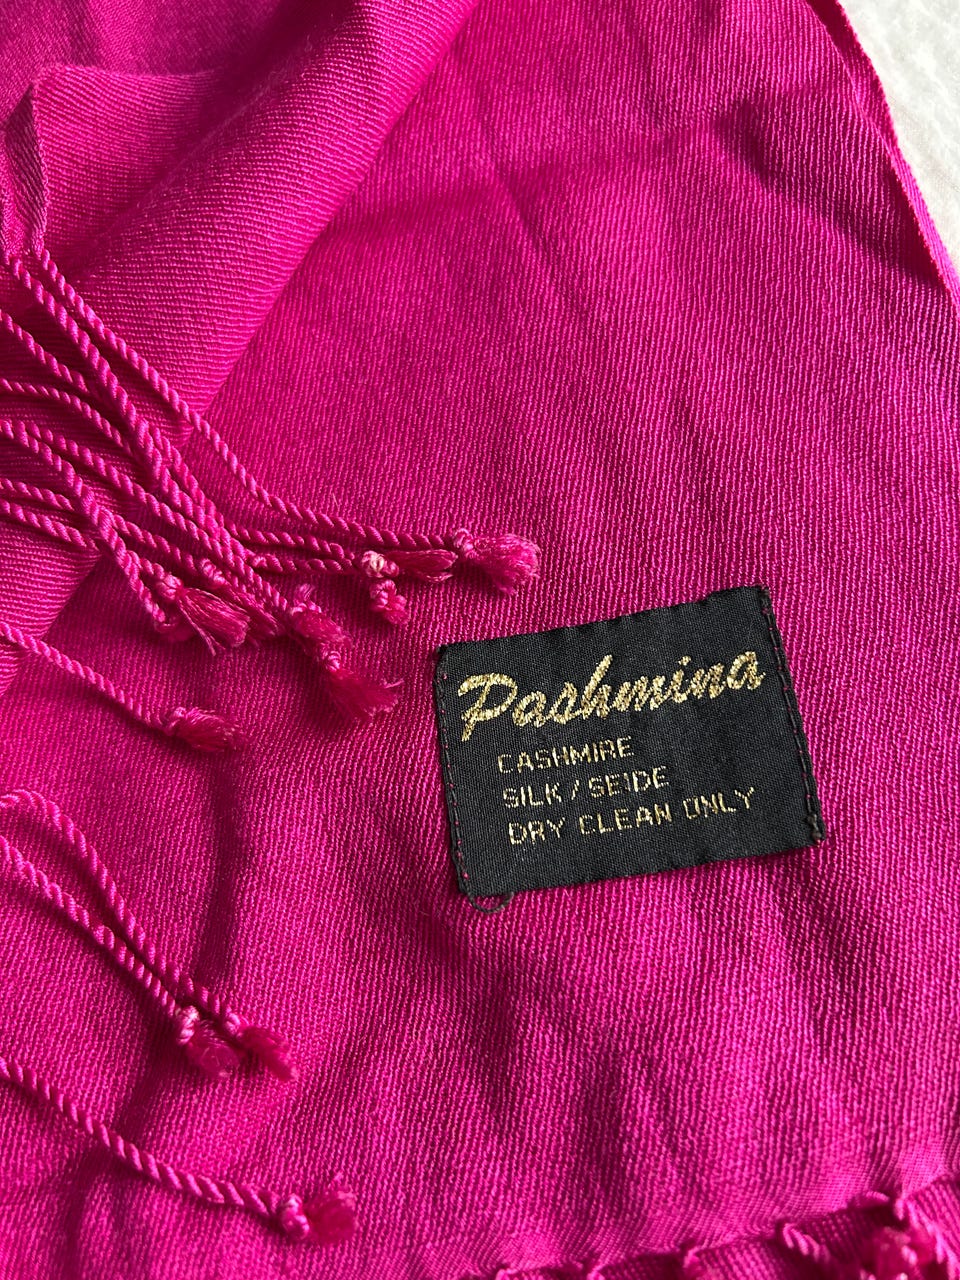 Pashmina
CASHMIRE
SILK / SEIDE
DRY CLEAN ONLY